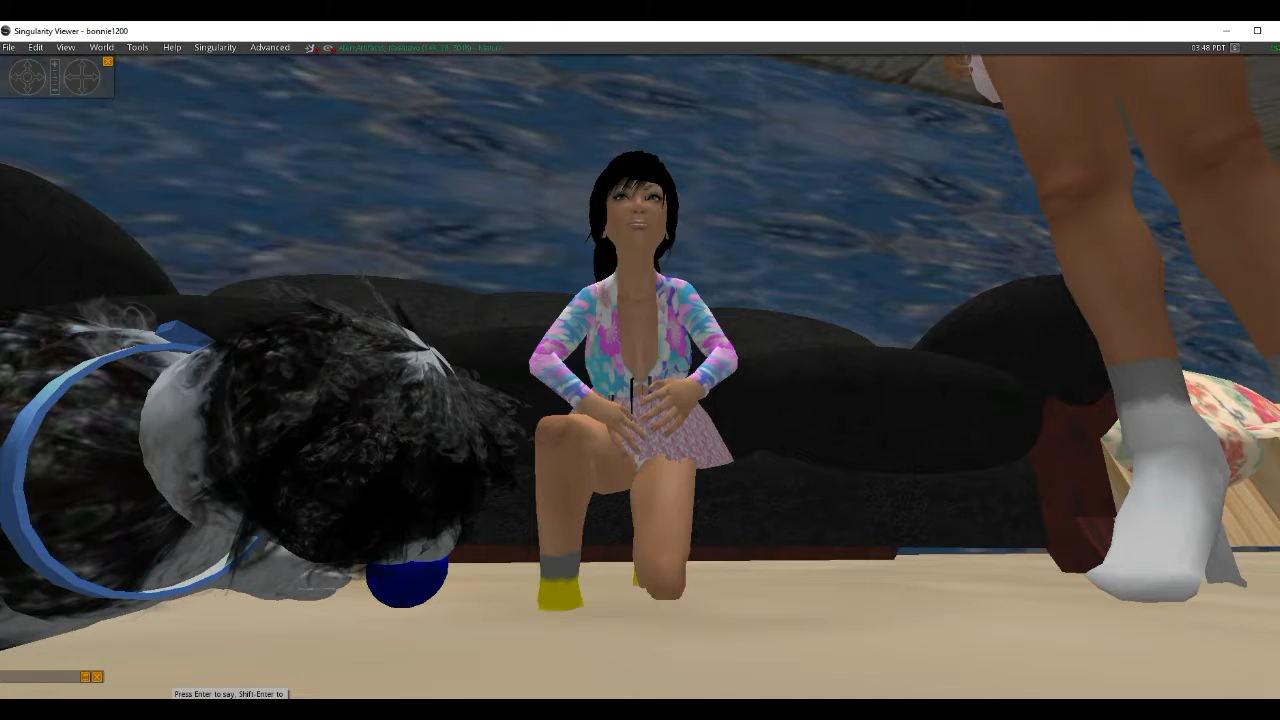 Singularity Viewer - bonnie1200
File Edit View World Tools Help Singularity Advanced
03:48 PDT
Press Enter to say, Shift-Enter to